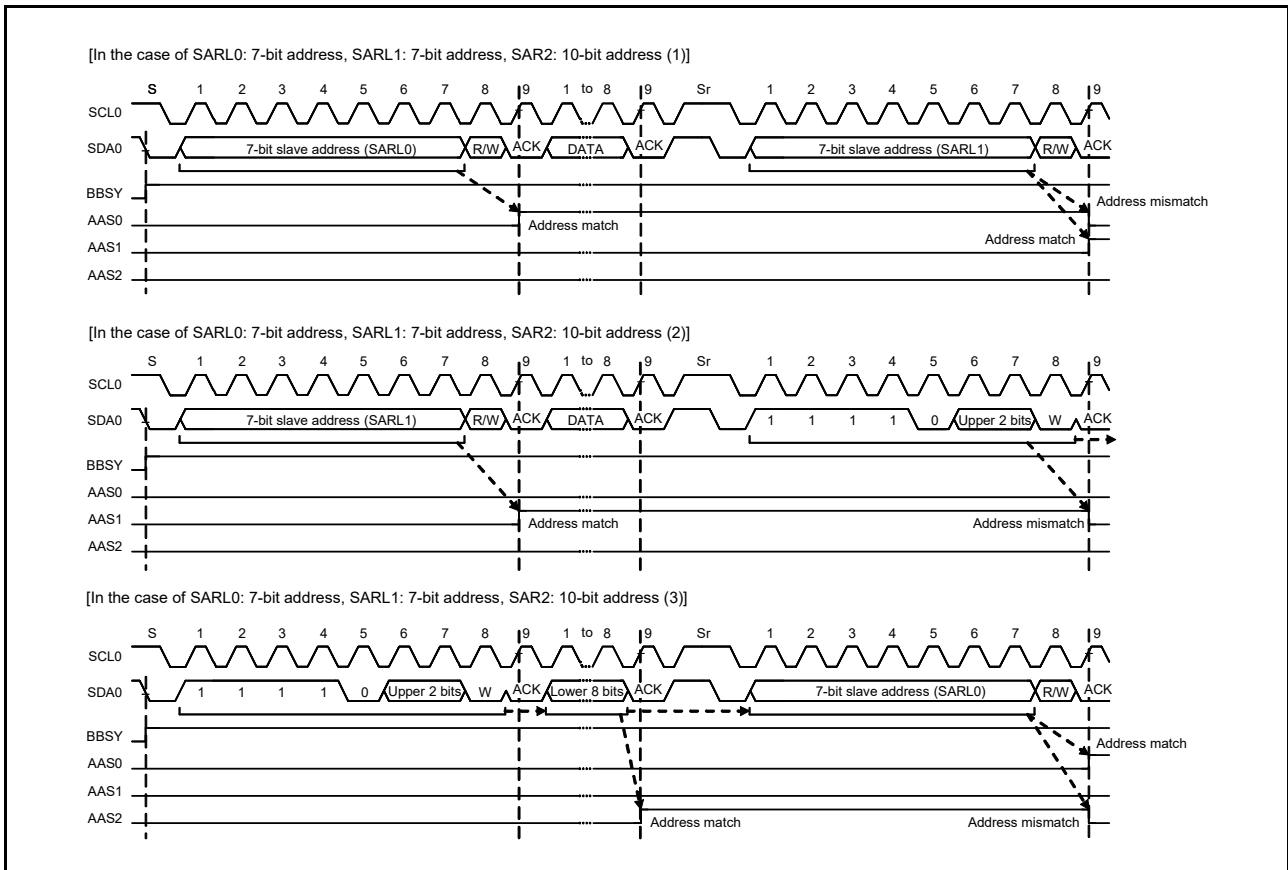 [In the case of SARL0: 7-bit address, SARL1: 7-bit address, SAR2: 10-bit address (1)]
S 1 2 3 4 5 6 7 8 9 1 to 8 9 Sr 1 2 3 4 5 6 7 8 9
SCL0
SDA0 7-bit slave address (SARL0) R/W ACK DATA ACK 7-bit slave address (SARL1) R/W ACK
BBSY
Address mismatch
AAS0 Address match
Address match
AAS1
AAS2
[In the case of SARL0: 7-bit address, SARL1: 7-bit address, SAR2: 10-bit address (2)]
S 1 2 3 4 5 6 7 8 9 1 to 8 9 Sr 1 2 3 4 5 6 7 8 9
SCL0
SDA0 7-bit slave address (SARL1) R/W ACK DATA ACK 1 1 1 1 0 Upper 2 bits W ACK
BBSY
AAS0
AAS1 Address match Address mismatch
AAS2
[In the case of SARL0: 7-bit address, SARL1: 7-bit address, SAR2: 10-bit address (3)]
S 1 2 3 4 5 6 7 8 9 1 to 8 9 Sr 1 2 3 4 5 6 7 8 9
SCL0
SDA0 1 1 1 1 0 Upper 2 bits W ACK Lower 8 bits ACK 7-bit slave address (SARL0) R/W ACK
BBSY
Address match
AAS0
AAS1
AAS2 Address match Address mismatch